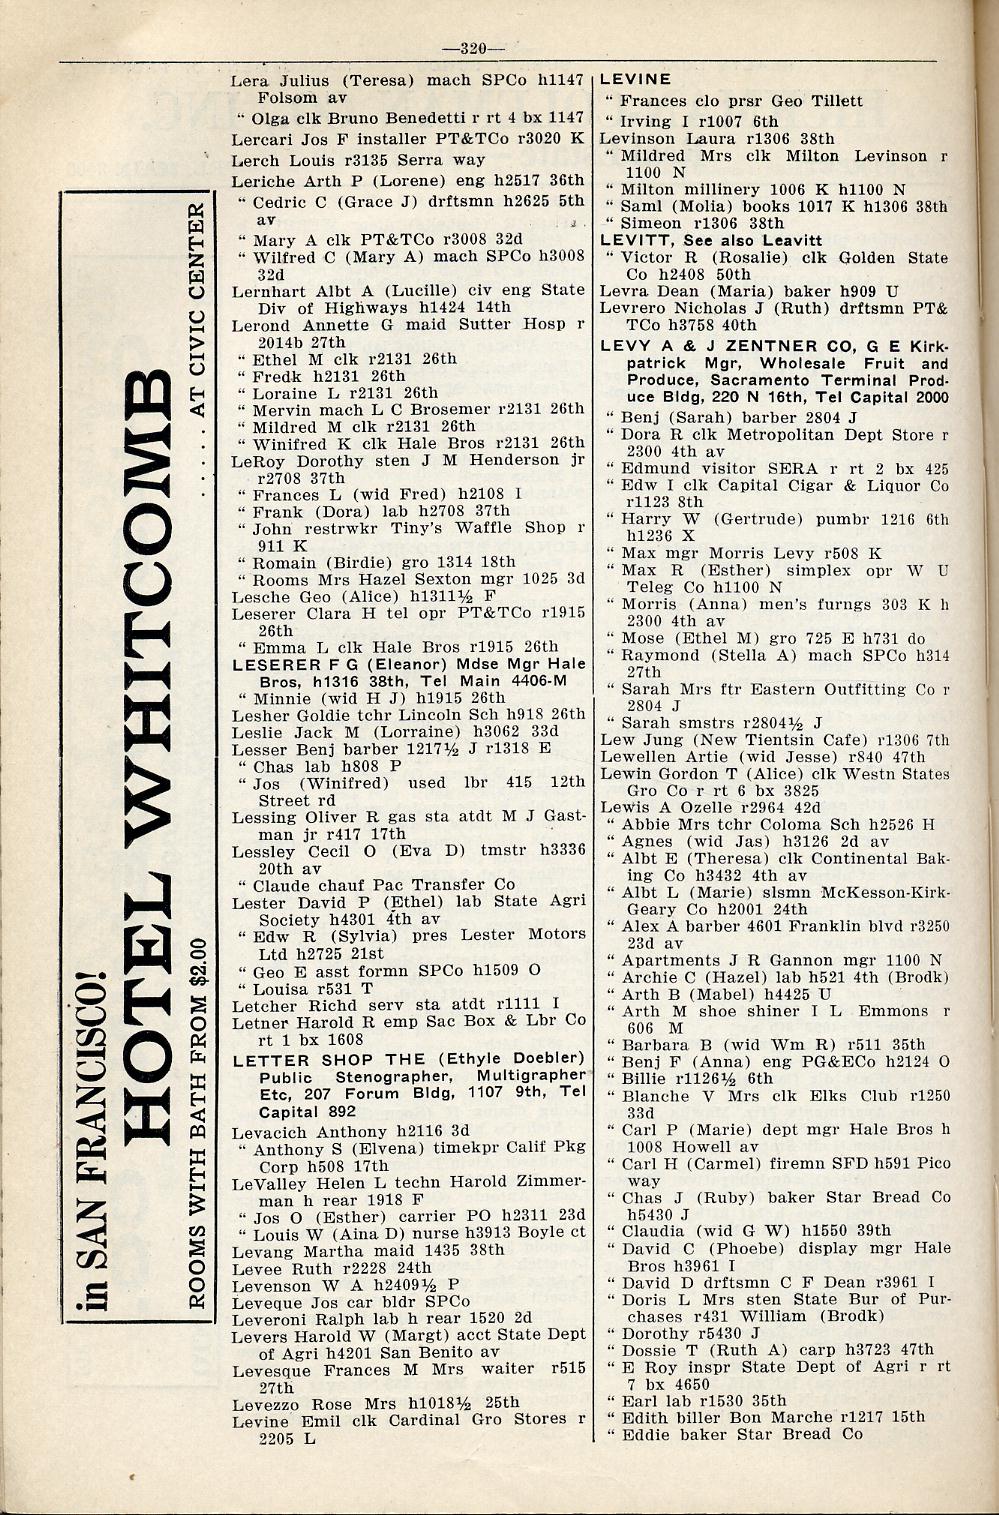 —320—
in SAN FRANCISCO!
HOTEL WHITCOMB
ROOMS WITH BATH FROM $2.00 ...... AT CIVIC CENTER
Lera Julius (Teresa) mach SPCo h1147
Folsom av
“ Olga clk Bruno Benedetti r rt 4 bx 1147
Lercari Jos F installer PT&TCo r3020 K
Lerch Louis r3135 Serra way
Leriche Arth P (Lorene) eng h2517 36th
“ Cedric C (Grace J) drftsmn h2625 5th
av
“ Mary A clk PT&TCo r3008 32d
“ Wilfred C (Mary A) mach SPCo h3008
32d
Lernhart Albt A (Lucille) civ eng State
Div of Highways h1424 14th
Lerond Annette G maid Sutter Hosp r
2014b 27th
“ Ethel M clk r2131 26th
“ Fredk h2131 26th
“ Loraine L r2131 26th
“ Mervin mach L C Brosemer r2131 26th
“ Mildred M clk r2131 26th
“ Winifred K clk Hale Bros r2131 26th
LeRoy Dorothy sten J M Henderson jr
r2708 37th
“ Frances L (wid Fred) h2108 I
“ Frank (Dora) lab h2708 37th
“ John restrwkr Tiny's Waffle Shop r
911 K
“ Romain (Birdie) gro 1314 18th
“ Rooms Mrs Hazel Sexton mgr 1025 3d
Lesche Geo (Alice) h1311½ F
Leserer Clara H tel opr PT&TCo r1915
26th
“ Emma L clk Hale Bros r1915 26th
LESERER F G (Eleanor) Mdse Mgr Hale
Bros, h1316 38th, Tel Main 4406-M
“ Minnie (wid H J) h1915 26th
Lesher Goldie tchr Lincoln Sch h918 26th
Leslie Jack M (Lorraine) h3062 33d
Lesser Benj barber 1217½ J r1318 E
“ Chas lab h808 P
“ Jos (Winifred) used lbr 415 12th
Street rd
Lessing Oliver R gas sta atdt M J Gast-
man jr r417 17th
Lessley Cecil O (Eva D) tmstr h3336
20th av
“ Claude chauf Pac Transfer Co
Lester David P (Ethel) lab State Agri
Society h4301 4th av
“ Edw R (Sylvia) pres Lester Motors
Ltd h2725 21st
“ Geo E asst formn SPCo h1509 O
“ Louisa r531 T
Letcher Richd serv sta atdt r1111 I
Letner Harold R emp Sac Box & Lbr Co
rt 1 bx 1608
LETTER SHOP THE (Ethyle Doebler)
Public Stenographer, Multigrapher
Etc, 207 Forum Bldg, 1107 9th, Tel
Capital 892
Levacich Anthony h2116 3d
“ Anthony S (Elvena) timekpr Calif Pkg
Corp h508 17th
LeValley Helen L techn Harold Zimmer-
man h rear 1918 F
“ Jos O (Esther) carrier PO h2311 23d
“ Louis W (Aina D) nurse h3913 Boyle ct
Levang Martha maid 1435 38th
Levee Ruth r2228 24th
Levenson W A h2409½ P
Leveque Jos car bldr SPCo
Leveroni Ralph lab h rear 1520 2d
Levers Harold W (Margt) acct State Dept
of Agri h4201 San Benito av
Levesque Frances M Mrs waiter r515
27th
Levezzo Rose Mrs h1018½ 25th
Levine Emil clk Cardinal Gro Stores r
2205 L
LEVINE
“ Frances clo prsr Geo Tillett
“ Irving I r1007 6th
Levinson Laura r1306 38th
“ Mildred Mrs clk Milton Levinson r
1100 N
“ Milton millinery 1006 K h1100 N
“ Saml (Molia) books 1017 K h1306 38th
“ Simeon r1306 38th
LEVITT, See also Leavitt
“ Victor R (Rosalie) clk Golden State
Co h2408 50th
Levra Dean (Maria) baker h909 U
Levrero Nicholas J (Ruth) drftsmn PT&
TCo h3758 40th
LEVY A & J ZENTNER CO, G E Kirk-
patrick Mgr, Wholesale Fruit and
Produce, Sacramento Terminal Prod-
uce Bldg, 220 N 16th, Tel Capital 2000
“ Benj (Sarah) barber 2804 J
“ Dora R clk Metropolitan Dept Store r
2300 4th av
“ Edmund visitor SERA r rt 2 bx 425
“ Edw I clk Capital Cigar & Liquor Co
r1123 8th
“ Harry W (Gertrude) pumbr 1216 6th
h1236 X
“ Max mgr Morris Levy r508 K
“ Max R (Esther) simplex opr W U
Teleg Co h1100 N
“ Morris (Anna) men's furngs 303 K h
2300 4th av
“ Mose (Ethel M) gro 725 E h731 do
“ Raymond (Stella A) mach SPCo h314
27th
“ Sarah Mrs ftr Eastern Outfitting Co r
2804 J
“ Sarah smstrs r2804½ J
Lew Jung (New Tientsin Cafe) r1306 7th
Lewellen Artie (wid Jesse) r840 47th
Lewin Gordon T (Alice) clk Westn States
Gro Co r rt 6 bx 3825
Lewis A Ozelle r2964 42d
“ Abbie Mrs tchr Coloma Sch h2526 H
“ Agnes (wid Jas) h3126 2d av
“ Albt E (Theresa) clk Continental Bak-
ing Co h3432 4th av
“ Albt L (Marie) slsmn McKesson-Kirk-
Geary Co h2001 24th
“ Alex A barber 4601 Franklin blvd r3250
23d av
“ Apartments J R Gannon mgr 1100 N
“ Archie C (Hazel) lab h521 4th (Brodk)
“ Arth B (Mabel) h4425 U
“ Arth M shoe shiner I L Emmons r
606 M
“ Barbara B (wid Wm R) r511 35th
“ Benj F (Anna) eng PG&ECo h2124 O
“ Billie r1126½ 6th
“ Blanche V Mrs clk Elks Club r1250
33d
“ Carl P (Marie) dept mgr Hale Bros h
1008 Howell av
“ Carl H (Carmel) firemn SFD h591 Pico
way
“ Chas J (Ruby) baker Star Bread Co
h5430 J
“ Claudia (wid G W) h1550 39th
“ David C (Phoebe) display mgr Hale
Bros h3961 I
“ David D drftsmn C F Dean r3961 I
“ Doris L Mrs sten State Bur of Pur-
chases r431 William (Brodk)
“ Dorothy r5430 J
“ Dossie T (Ruth A) carp h3723 47th
“ E Roy inspr State Dept of Agri r rt
7 bx 4650
“ Earl lab r1530 35th
“ Edith biller Bon Marche r1217 15th
“ Eddie baker Star Bread Co